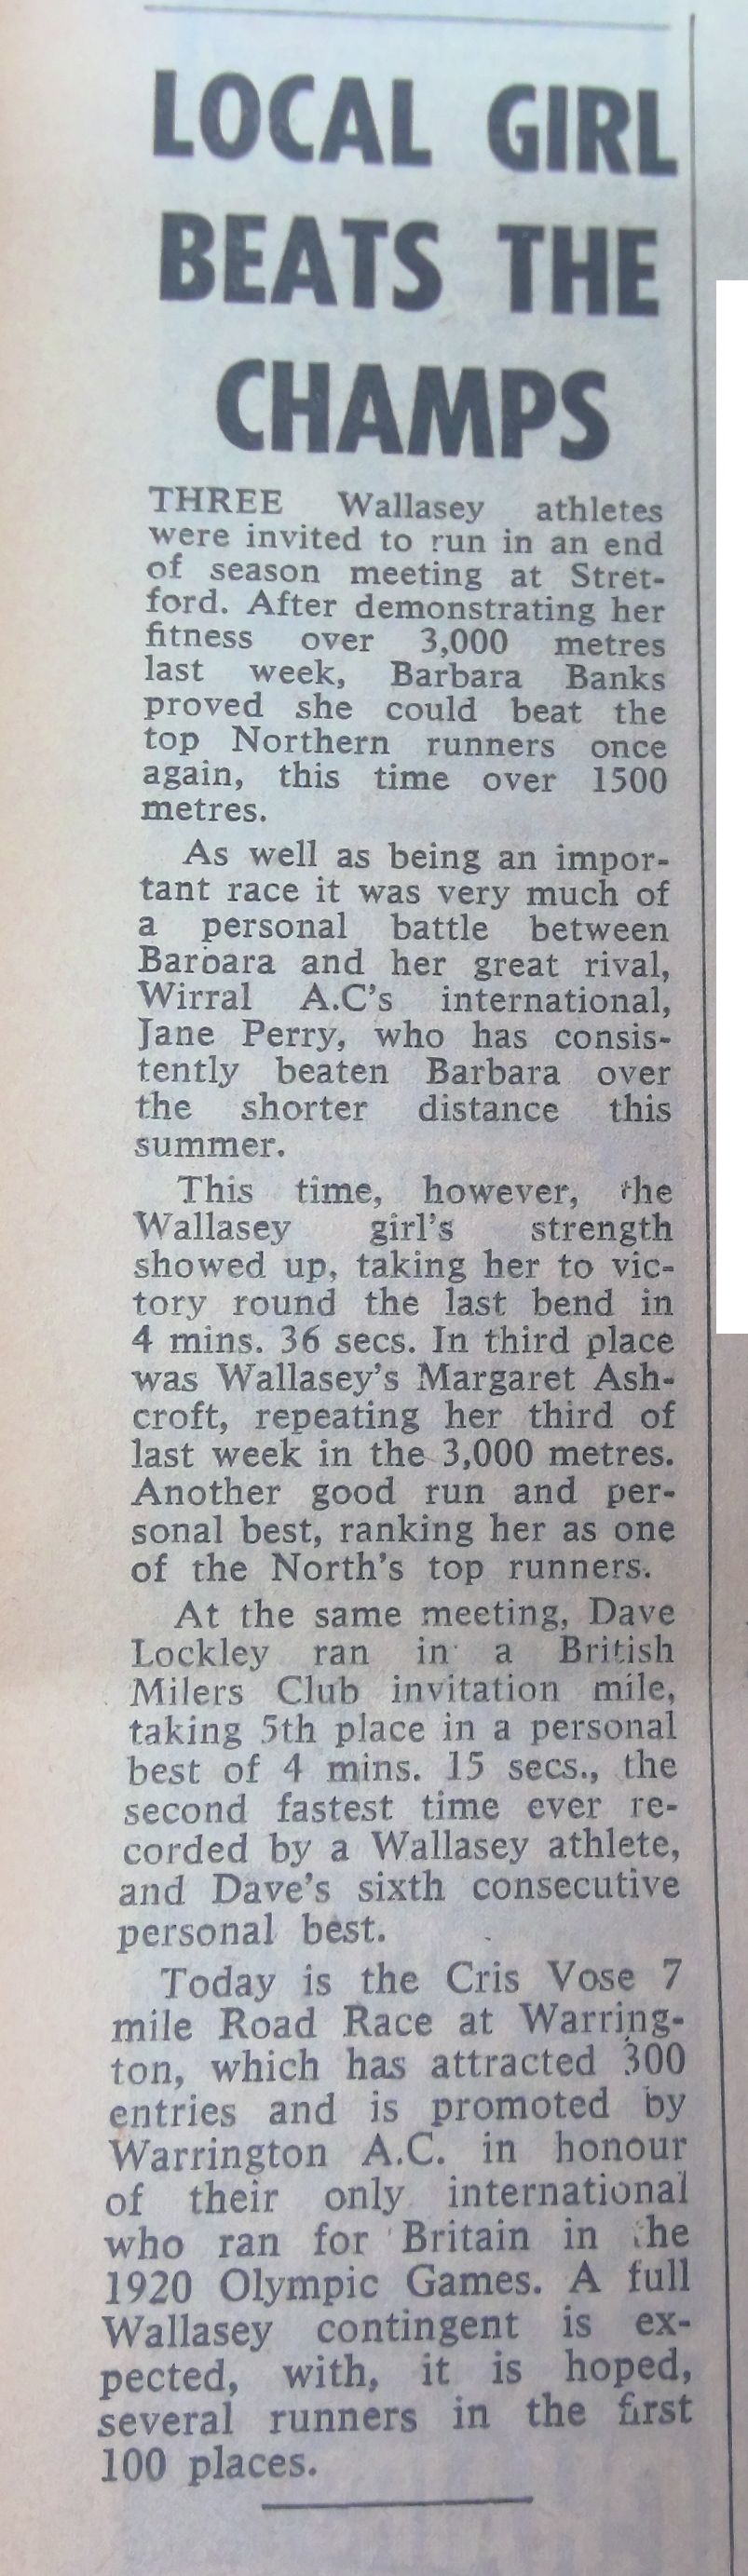 LOCAL GIRL
BEATS THE
CHAMPS
THREE Wallasey athletes
were invited to run in an end
of season meeting at Stret-
ford. After demonstrating her
fitness over 3,000 metres
last week, Barbara Banks
proved she could beat the
top Northern runners once
again, this time over 1500
metres.
As well as being an impor-
tant race it was very much of
a personal battle between
Barbara and her great rival,
Wirral A.C's international,
Jane Perry, who has consis-
tently beaten Barbara over
the shorter distance this
summer.
This time, however, the
Wallasey girl's strength
showed up, taking her to vic-
tory round the last bend in
4 mins. 36 secs. In third place
was Wallasey's Margaret Ash-
croft, repeating her third of
last week in the 3,000 metres.
Another good run and per-
sonal best, ranking her as one
of the North's top runners.
At the same meeting, Dave
Lockley ran in a British
Milers Club invitation mile,
taking 5th place in a personal
best of 4 mins. 15 secs., the
second fastest time ever re-
corded by a Wallasey athlete,
and Dave's sixth consecutive
personal best.
Today is the Cris Vose 7
mile Road Race at Warring-
ton, which has attracted 300
entries and is promoted by
Warrington A.C. in honour
of their only international
who ran for Britain in the
1920 Olympic Games. A full
Wallasey contingent is ex-
pected, with, it is hoped,
several runners in the first
100 places.